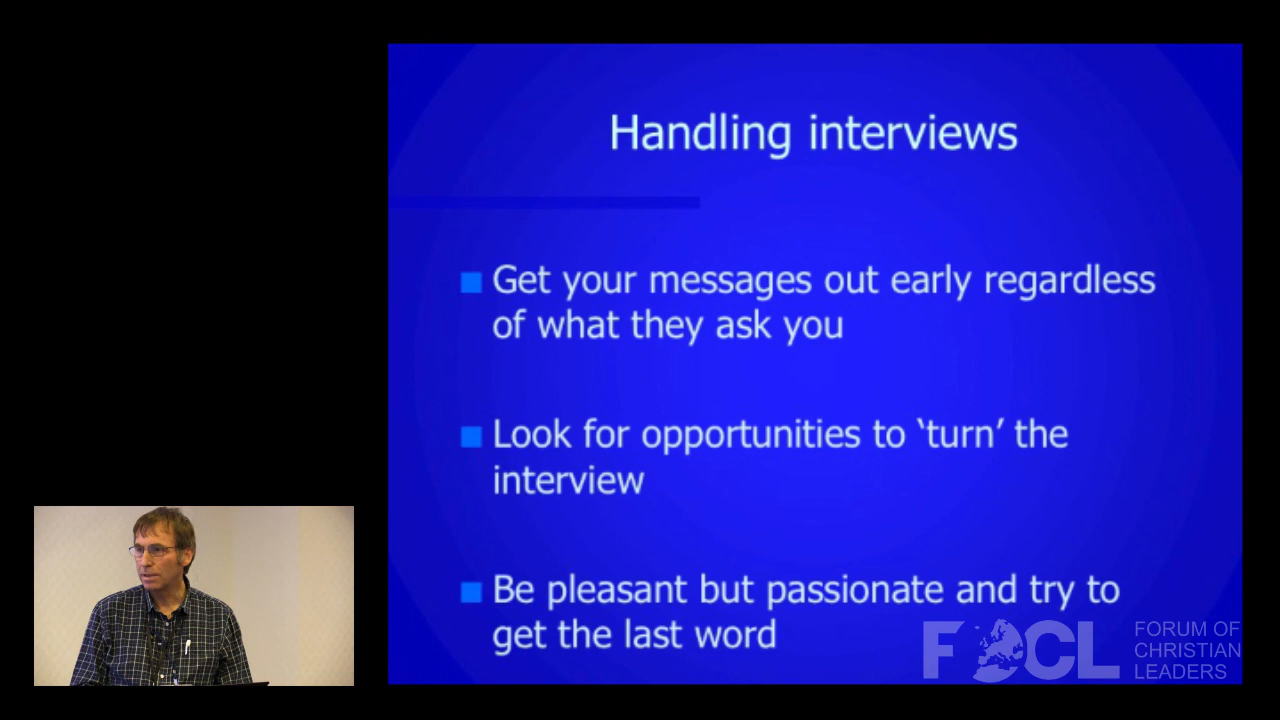 Handling interviews
Get your messages out early regardless
of what they ask you
Look for opportunities to ‘turn’ the
interview
Be pleasant but passionate and try to
get the last word
FOCL
FORUM OF
CHRISTIAN
LEADERS